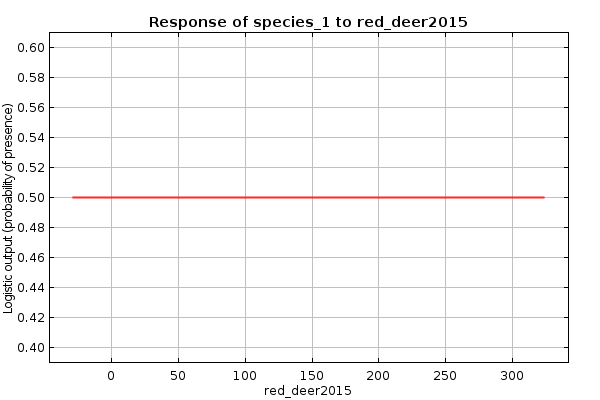 Response of species_1 to red_deer2015
Logistic output (probability of presence)
0.60
0.58
0.56
0.54
0.52
0.50
0.48
0.46
0.44
0.42
0.40
0 50 100 150 200 250 300
red_deer2015